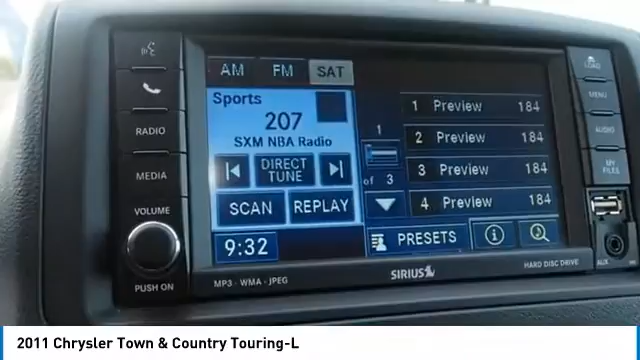 AM FM SAT
LOAD
MENU
AUDIO
MY FILES
AUX
RADIO
MEDIA
VOLUME
PUSH ON
Sports
207
SXM NBA Radio
DIRECT TUNE
SCAN REPLAY
9:32
1
of 3
1 Preview 184
2 Preview 184
3 Preview 184
4 Preview 184
PRESETS
MP3 · WMA · JPEG
SIRIUS
HARD DISC DRIVE
2011 Chrysler Town & Country Touring-L